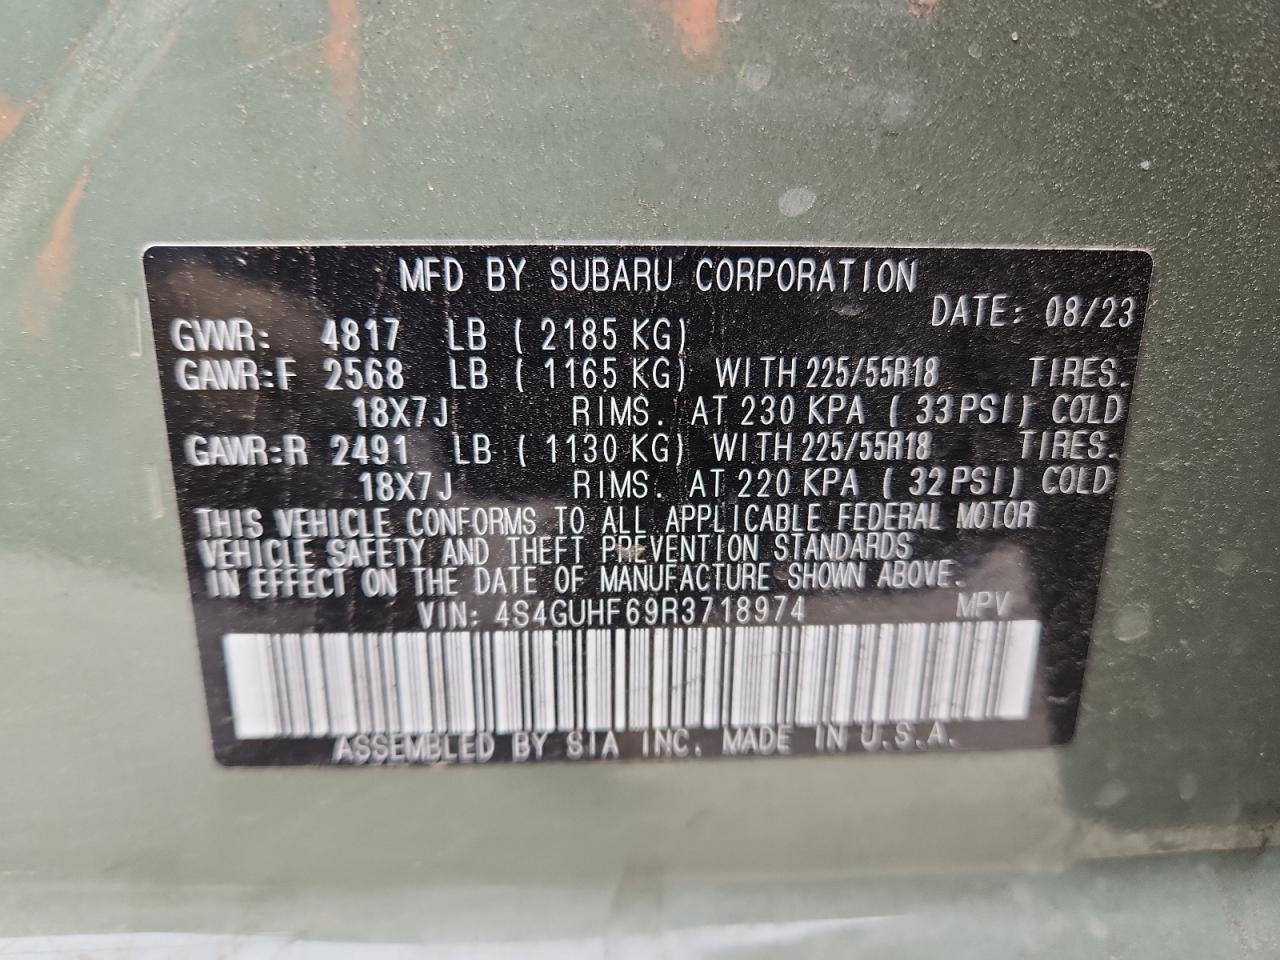 MFD BY SUBARU CORPORATION
DATE: 08/23
GVWR: 4817 LB ( 2185 KG)
GAWR:F 2568 LB ( 1165 KG) WITH 225/55R18 TIRES.
18X7J RIMS. AT 230 KPA ( 33 PSI) COLD
GAWR:R 2491 LB ( 1130 KG) WITH 225/55R18 TIRES.
18X7J RIMS. AT 220 KPA ( 32 PSI) COLD
THIS VEHICLE CONFORMS TO ALL APPLICABLE FEDERAL MOTOR
VEHICLE SAFETY AND THEFT PREVENTION STANDARDS
IN EFFECT ON THE DATE OF MANUFACTURE SHOWN ABOVE.
VIN: 4S4GUHF69R3718974 MPV
ASSEMBLED BY SIA INC. MADE IN U.S.A.